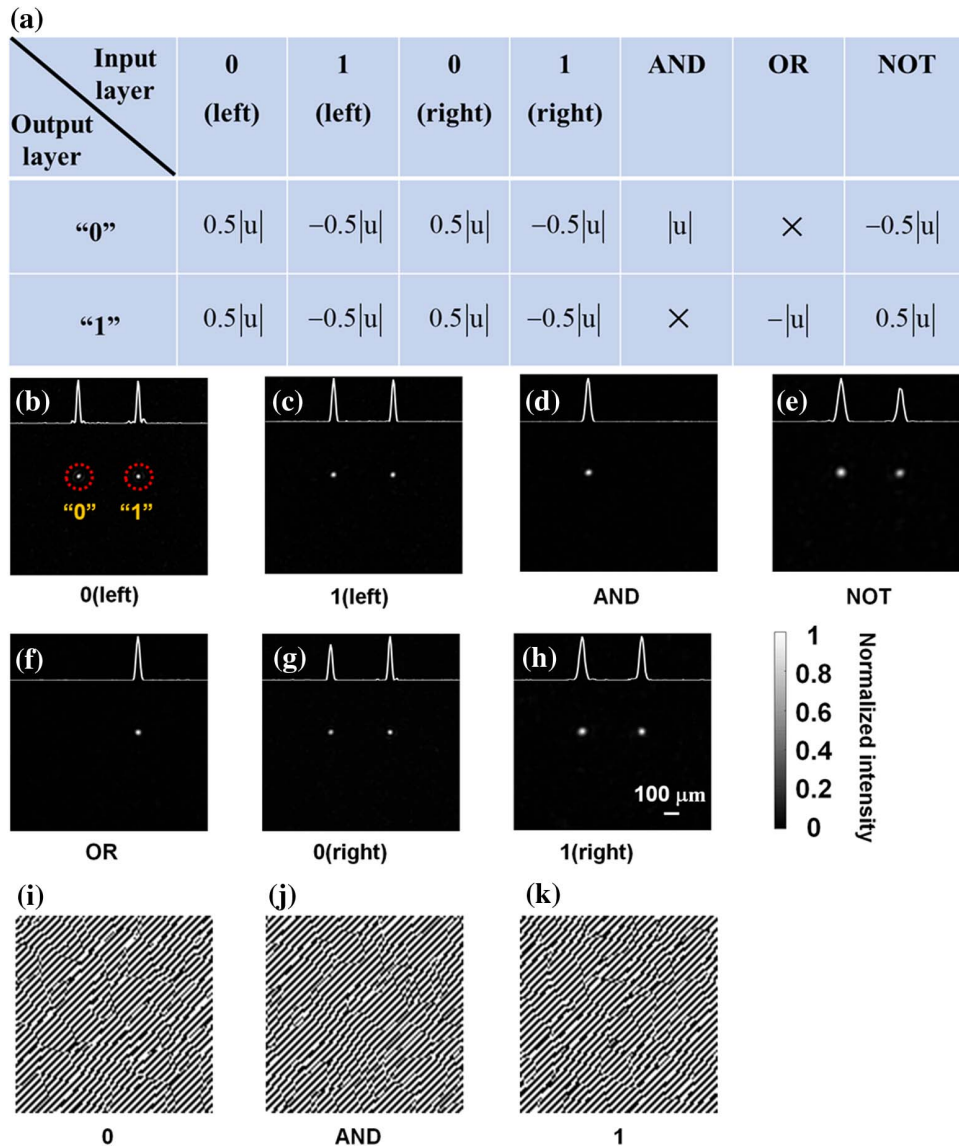 (a)
Input layer
Output layer
0 (left)
1 (left)
0 (right)
1 (right)
AND
OR
NOT
“0”
0.5|u|
−0.5|u|
0.5|u|
−0.5|u|
|u|
×
−0.5|u|
“1”
0.5|u|
−0.5|u|
0.5|u|
−0.5|u|
×
−|u|
0.5|u|
(b)
“0” “1”
0(left)
(c)
1(left)
(d)
AND
(e)
NOT
(f)
OR
(g)
0(right)
(h)
100 μm
1(right)
1
0.8
0.6
0.4
0.2
0
Normalized intensity
(i)
0
(j)
AND
(k)
1